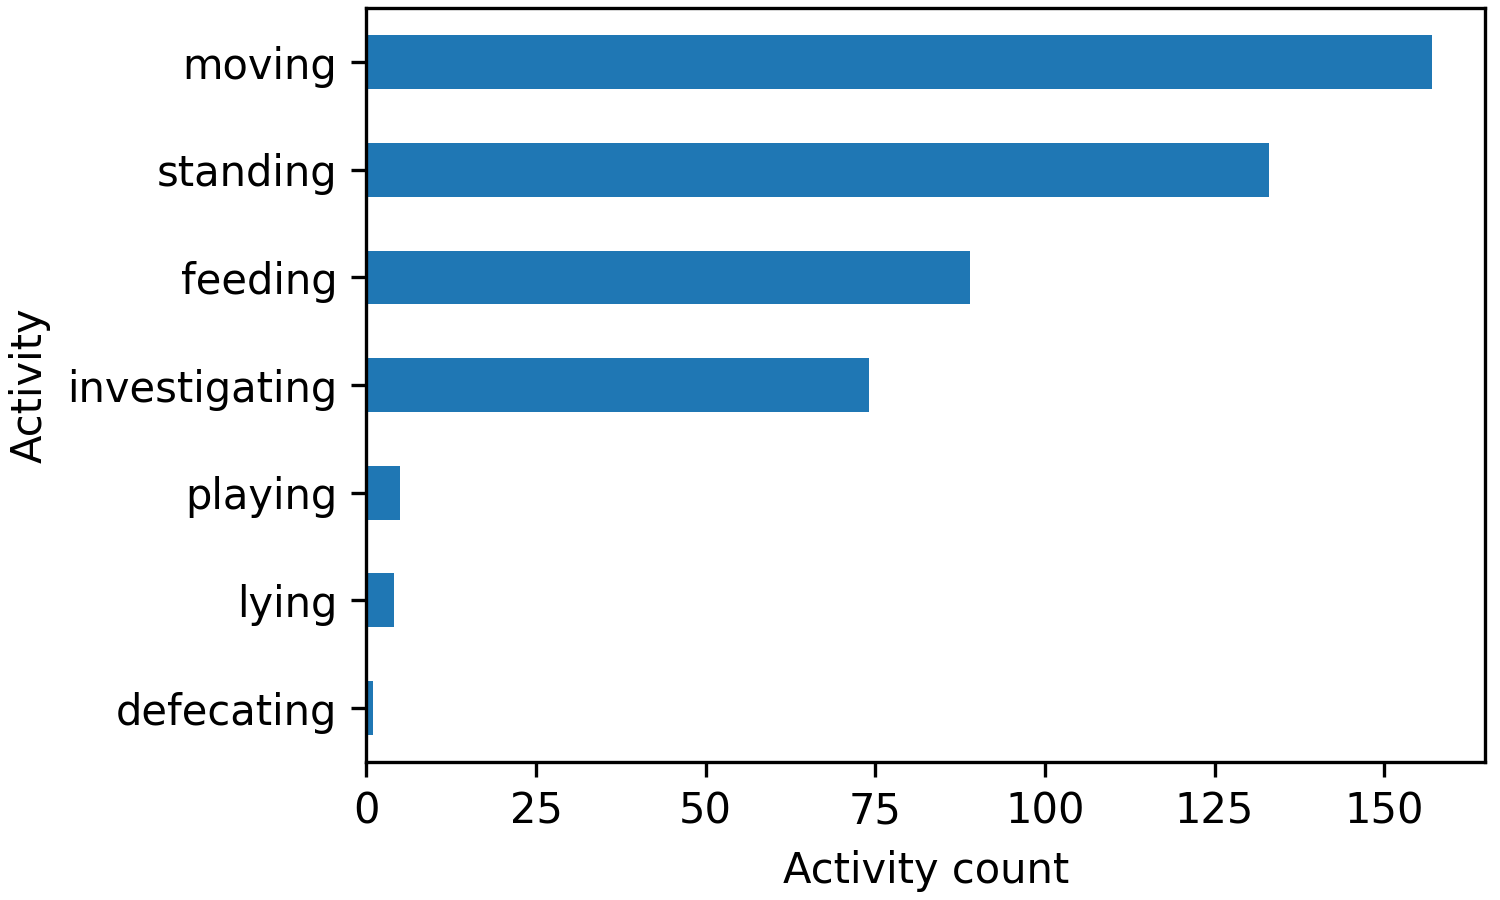 moving
standing
feeding
investigating
playing
lying
defecating
Activity
0 25 50 75 100 125 150
Activity count